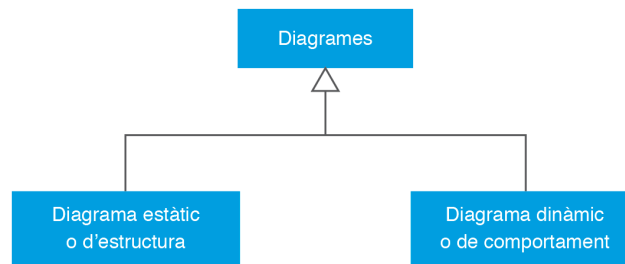 Diagrames
Diagrama estàtic
o d’estructura
Diagrama dinàmic
o de comportament